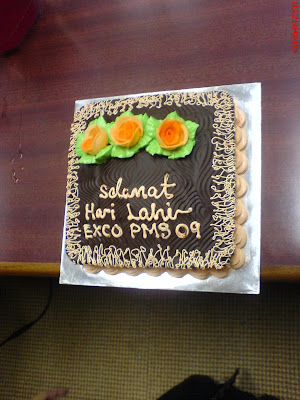 Selamat
Hari Lahir
EXCO PMS 09